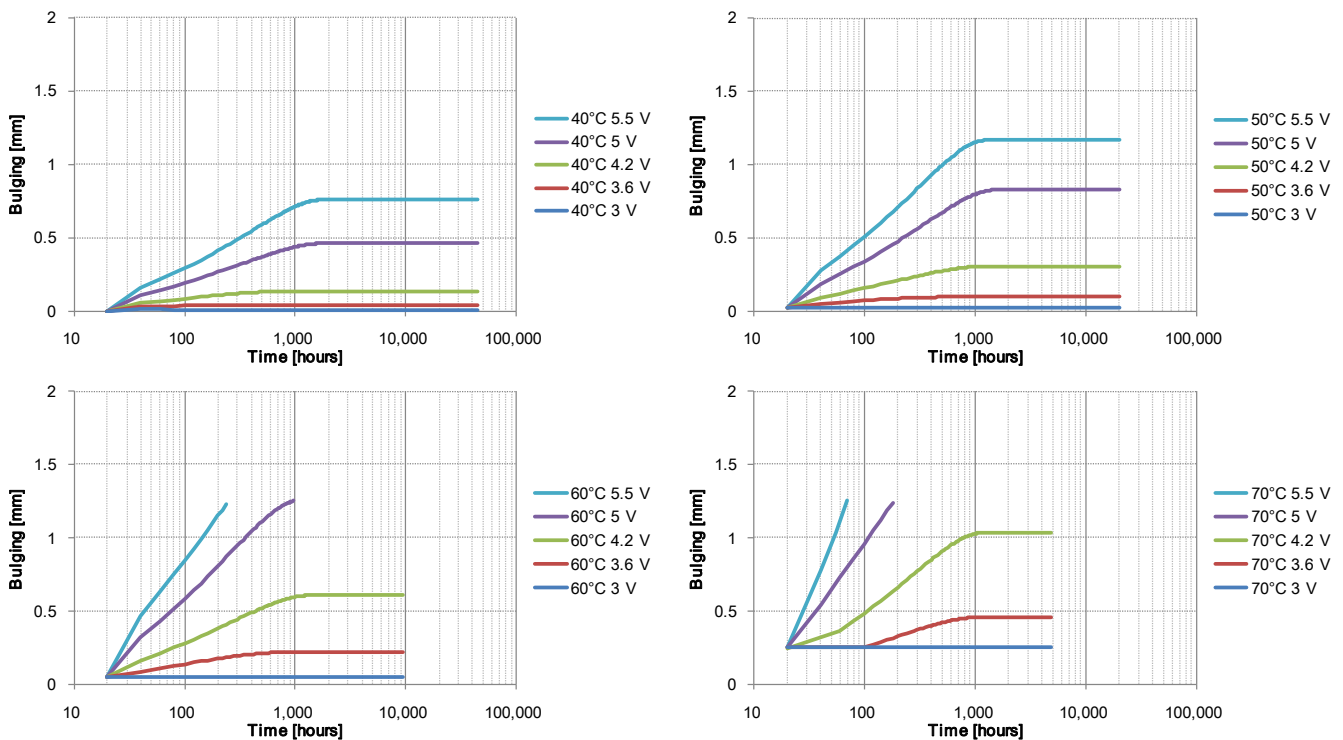 2
1.5
1
0.5
0
Bulging [mm]
10
100
1,000
10,000
100,000
Time [hours]
40°C 5.5 V
40°C 5 V
40°C 4.2 V
40°C 3.6 V
40°C 3 V
2
1.5
1
0.5
0
Bulging [mm]
10
100
1,000
10,000
100,000
Time [hours]
50°C 5.5 V
50°C 5 V
50°C 4.2 V
50°C 3.6 V
50°C 3 V
2
1.5
1
0.5
0
Bulging [mm]
10
100
1,000
10,000
100,000
Time [hours]
60°C 5.5 V
60°C 5 V
60°C 4.2 V
60°C 3.6 V
60°C 3 V
2
1.5
1
0.5
0
Bulging [mm]
10
100
1,000
10,000
100,000
Time [hours]
70°C 5.5 V
70°C 5 V
70°C 4.2 V
70°C 3.6 V
70°C 3 V